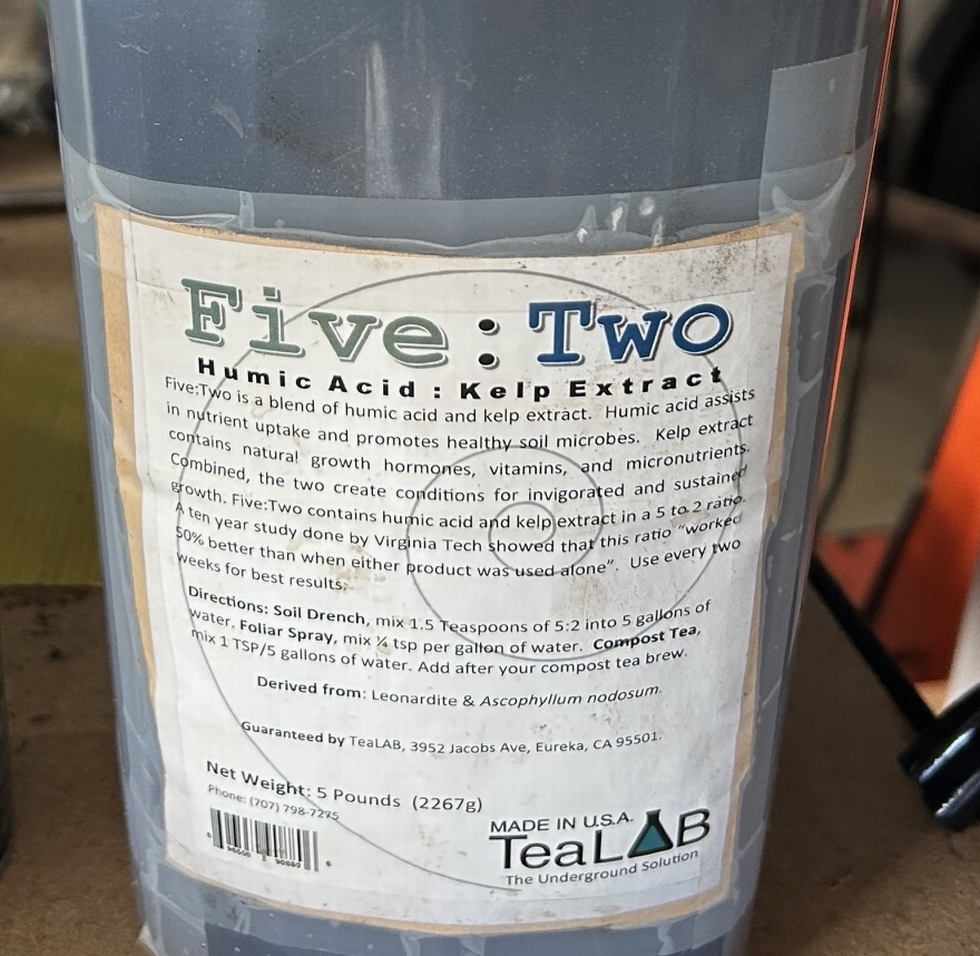 Five:Two
Humic Acid : Kelp Extract
Five:Two is a blend of humic acid and kelp extract. Humic acid assists
in nutrient uptake and promotes healthy soil microbes. Kelp extract
contains natural growth hormones, vitamins, and micronutrients.
Combined, the two create conditions for invigorated and sustained
growth. Five:Two contains humic acid and kelp extract in a 5 to 2 ratio.
A ten year study done by Virginia Tech showed that this ratio "worked
50% better than when either product was used alone". Use every two
weeks for best results.
Directions: Soil Drench, mix 1.5 Teaspoons of 5:2 into 5 gallons of
water. Foliar Spray, mix ¼ tsp per gallon of water. Compost Tea,
mix 1 TSP/5 gallons of water. Add after your compost tea brew.
Derived from: Leonardite & Ascophyllum nodosum.
Guaranteed by TeaLAB, 3952 Jacobs Ave, Eureka, CA 95501.
Net Weight: 5 Pounds (2267g)
Phone: (707) 798-7275
MADE IN U.S.A.
TeaLAB
The Underground Solution